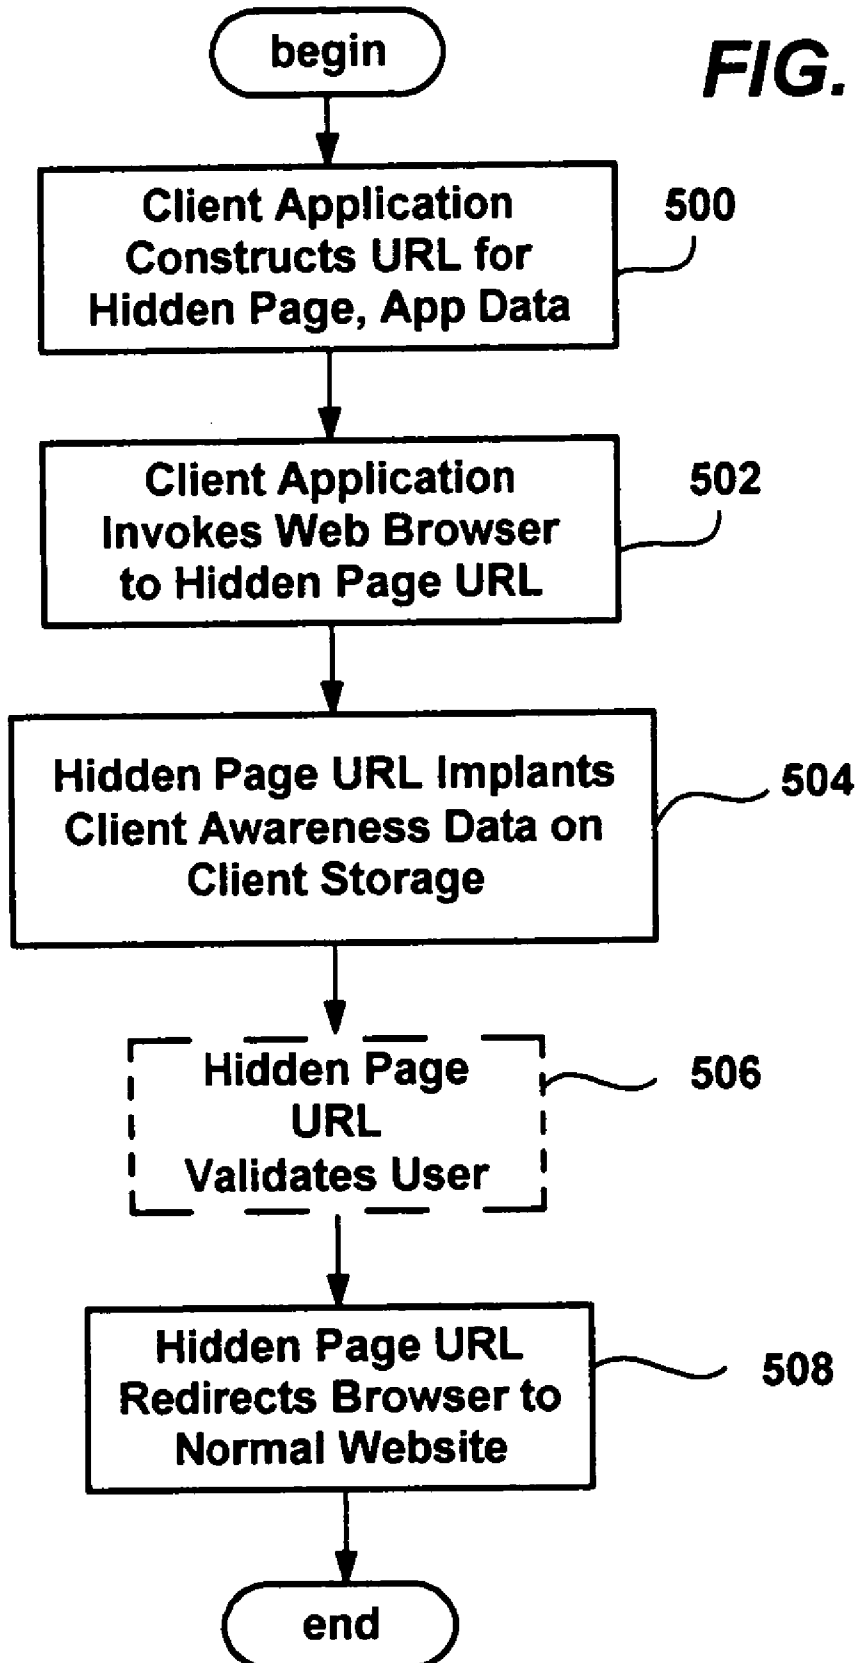 begin
FIG.
Client Application
Constructs URL for
Hidden Page, App Data
500
Client Application
Invokes Web Browser
to Hidden Page URL
502
Hidden Page URL Implants
Client Awareness Data on
Client Storage
504
Hidden Page
URL
Validates User
506
Hidden Page URL
Redirects Browser to
Normal Website
508
end